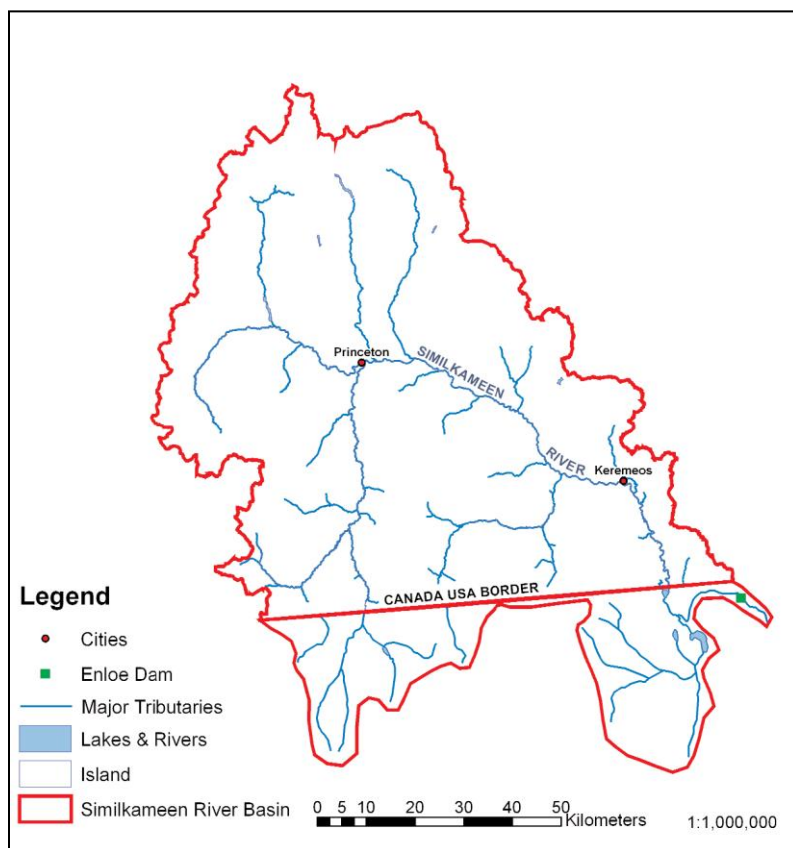 Princeton
SIMILKAMEEN
RIVER
Keremeos
CANADA USA BORDER
Legend
Cities
Enloe Dam
Major Tributaries
Lakes & Rivers
Island
Similkameen River Basin
0 5 10 20 30 40 50
Kilometers
1:1,000,000